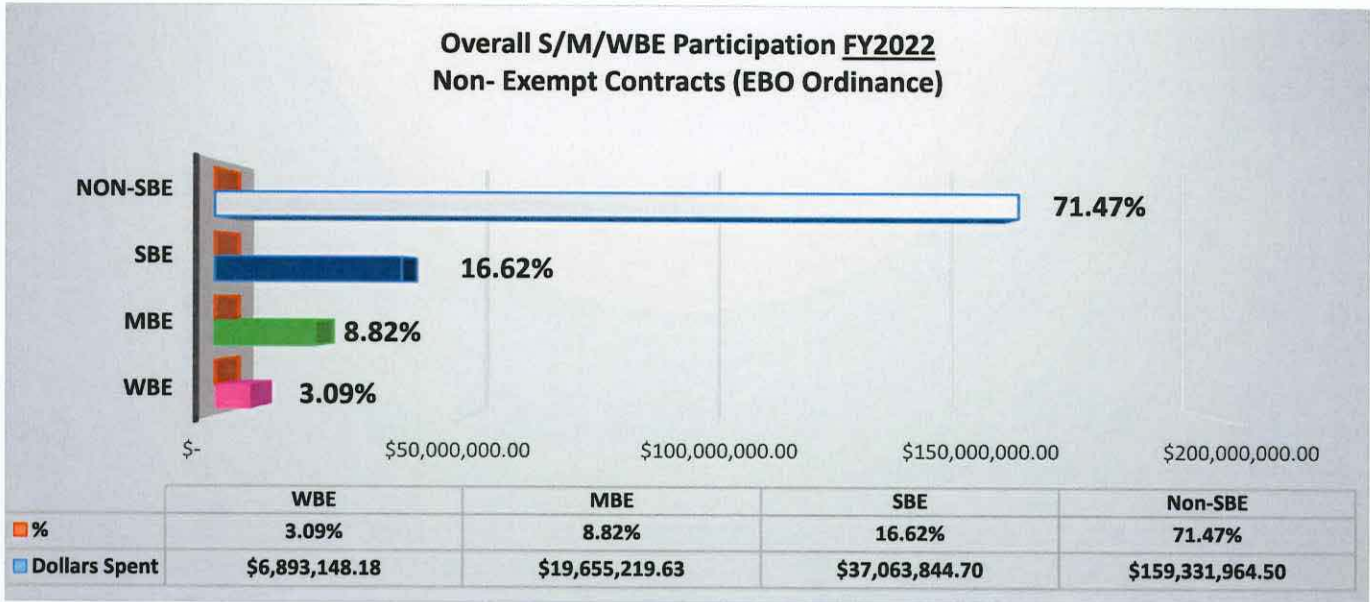 Overall S/M/WBE Participation FY2022
Non- Exempt Contracts (EBO Ordinance)
NON-SBE
71.47%
SBE
16.62%
MBE
8.82%
WBE
3.09%
$-
$50,000,000.00
$100,000,000.00
$150,000,000.00
$200,000,000.00
WBE MBE SBE Non-SBE
% 3.09% 8.82% 16.62% 71.47%
Dollars Spent $6,893,148.18 $19,655,219.63 $37,063,844.70 $159,331,964.50